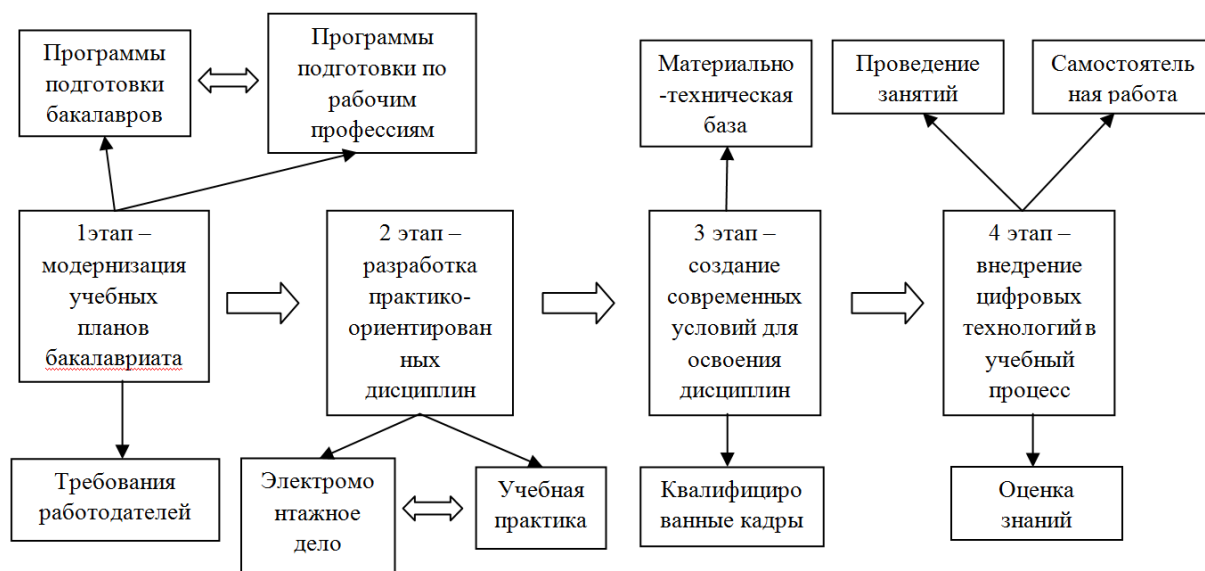 Программы
подготовки
бакалавров
Программы
подготовки по
рабочим
профессиям
Материально
-техническая
база
Проведение
занятий
Самостоятель
ная работа
1этап –
модернизация
учебных
планов
бакалавриата
2 этап –
разработка
практико-
ориентирован
ных
дисциплин
3 этап –
создание
современных
условий для
освоения
дисциплин
4 этап –
внедрение
цифровых
технологий в
учебный
процесс
Требования
работодателей
Электромо
нтажное
дело
Учебная
практика
Квалифициро
ванные кадры
Оценка
знаний